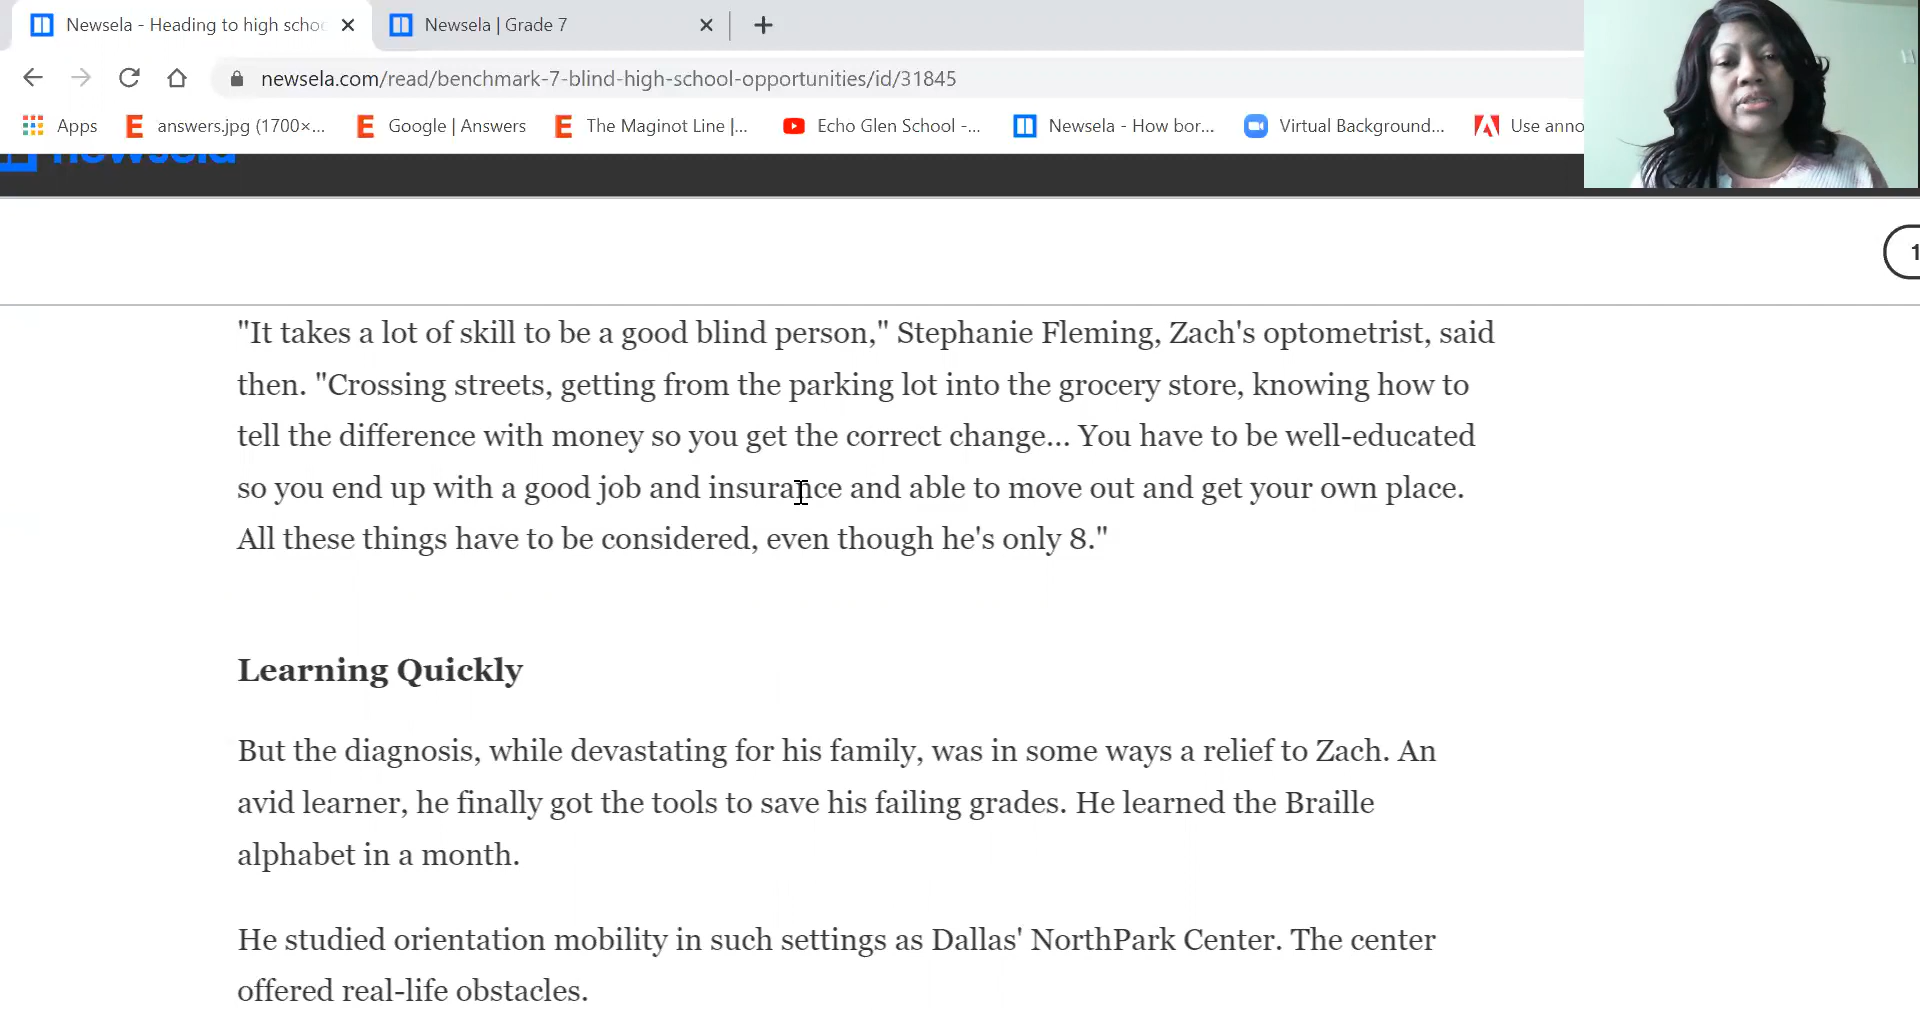 Newsela - Heading to high schoo
Newsela | Grade 7
newsela.com/read/benchmark-7-blind-high-school-opportunities/id/31845
Apps
answers.jpg (1700×...
Google | Answers
The Maginot Line |...
Echo Glen School -...
Newsela - How bor...
Virtual Background...
Use anno
newsela
1
"It takes a lot of skill to be a good blind person," Stephanie Fleming, Zach's optometrist, said
then. "Crossing streets, getting from the parking lot into the grocery store, knowing how to
tell the difference with money so you get the correct change... You have to be well-educated
so you end up with a good job and insurance and able to move out and get your own place.
All these things have to be considered, even though he's only 8."
Learning Quickly
But the diagnosis, while devastating for his family, was in some ways a relief to Zach. An
avid learner, he finally got the tools to save his failing grades. He learned the Braille
alphabet in a month.
He studied orientation mobility in such settings as Dallas' NorthPark Center. The center
offered real-life obstacles.